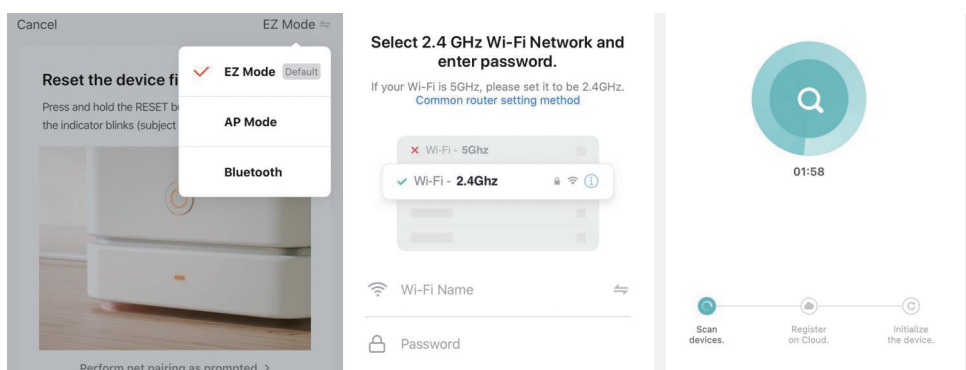 Cancel
EZ Mode
Reset the device fi
EZ Mode Default
Press and hold the RESET bu
the indicator blinks (subject
AP Mode
Bluetooth
Perform net pairing as prompted >
Select 2.4 GHz Wi-Fi Network and
enter password.
If your Wi-Fi is 5GHz, please set it to be 2.4GHz.
Common router setting method
Wi-Fi - 5Ghz
Wi-Fi - 2.4Ghz
Wi-Fi Name
Password
01:58
Scan
devices.
Register
on Cloud.
Initialize
the device.